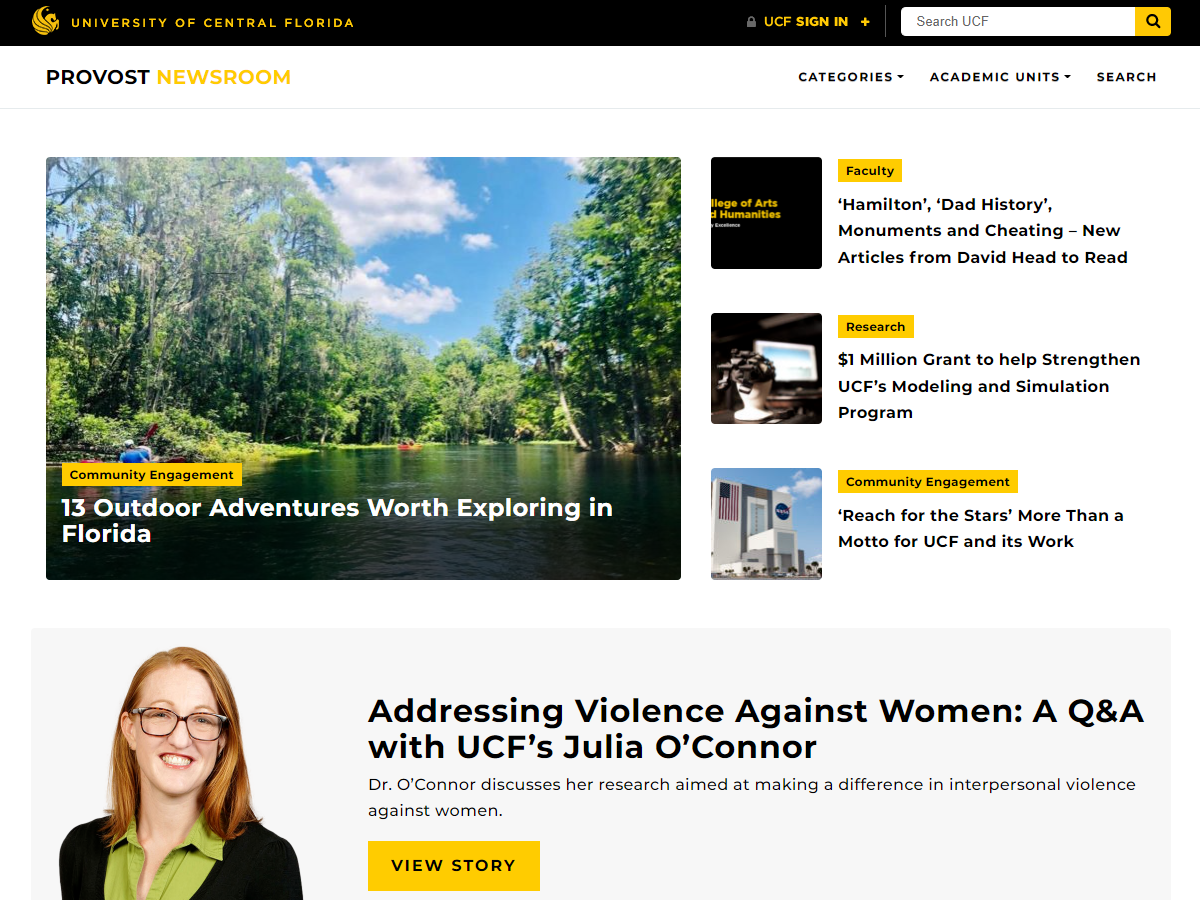 UNIVERSITY OF CENTRAL FLORIDA
UCF SIGN IN +
Search UCF
PROVOST NEWSROOM
CATEGORIES
ACADEMIC UNITS
SEARCH
Community Engagement
13 Outdoor Adventures Worth Exploring in
Florida
llege of Arts
d Humanities
y Excellence
Faculty
‘Hamilton’, ‘Dad History’,
Monuments and Cheating – New
Articles from David Head to Read
Research
$1 Million Grant to help Strengthen
UCF’s Modeling and Simulation
Program
NASA
Community Engagement
‘Reach for the Stars’ More Than a
Motto for UCF and its Work
Addressing Violence Against Women: A Q&A
with UCF’s Julia O’Connor
Dr. O’Connor discusses her research aimed at making a difference in interpersonal violence
against women.
VIEW STORY